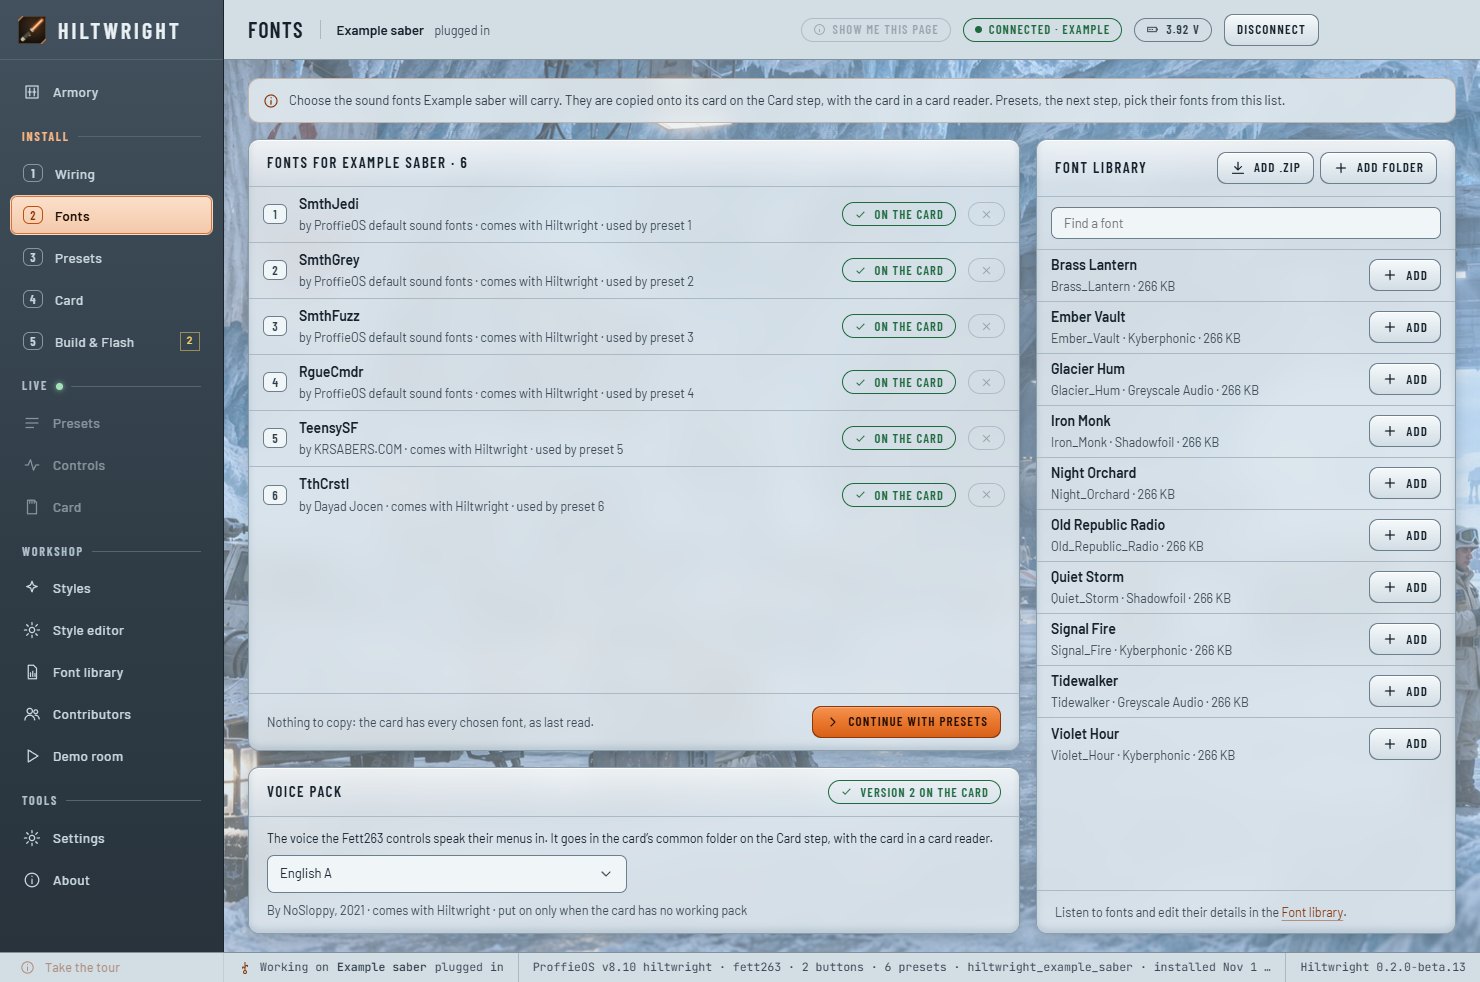 HILTWRIGHT
FONTS
Example saber plugged in
SHOW ME THIS PAGE
CONNECTED · EXAMPLE
3.92 V
DISCONNECT
Armory
INSTALL
1 Wiring
2 Fonts
3 Presets
4 Card
5 Build & Flash 2
LIVE
Presets
Controls
Card
WORKSHOP
Styles
Style editor
Font library
Contributors
Demo room
TOOLS
Settings
About
Take the tour
Choose the sound fonts Example saber will carry. They are copied onto its card on the Card step, with the card in a card reader. Presets, the next step, pick their fonts from this list.
FONTS FOR EXAMPLE SABER · 6
1 SmthJedi
by ProffieOS default sound fonts · comes with Hiltwright · used by preset 1
ON THE CARD
2 SmthGrey
by ProffieOS default sound fonts · comes with Hiltwright · used by preset 2
ON THE CARD
3 SmthFuzz
by ProffieOS default sound fonts · comes with Hiltwright · used by preset 3
ON THE CARD
4 RgueCmdr
by ProffieOS default sound fonts · comes with Hiltwright · used by preset 4
ON THE CARD
5 TeensySF
by KRSABERS.COM · comes with Hiltwright · used by preset 5
ON THE CARD
6 TthCrstl
by Dayad Jocen · comes with Hiltwright · used by preset 6
ON THE CARD
Nothing to copy: the card has every chosen font, as last read.
CONTINUE WITH PRESETS
VOICE PACK
VERSION 2 ON THE CARD
The voice the Fett263 controls speak their menus in. It goes in the card's common folder on the Card step, with the card in a card reader.
English A
By NoSloppy, 2021 · comes with Hiltwright · put on only when the card has no working pack
FONT LIBRARY
ADD .ZIP
ADD FOLDER
Find a font
Brass Lantern
Brass_Lantern · 266 KB
ADD
Ember Vault
Ember_Vault · Kyberphonic · 266 KB
ADD
Glacier Hum
Glacier_Hum · Greyscale Audio · 266 KB
ADD
Iron Monk
Iron_Monk · Shadowfoil · 266 KB
ADD
Night Orchard
Night_Orchard · 266 KB
ADD
Old Republic Radio
Old_Republic_Radio · 266 KB
ADD
Quiet Storm
Quiet_Storm · Shadowfoil · 266 KB
ADD
Signal Fire
Signal_Fire · Kyberphonic · 266 KB
ADD
Tidewalker
Tidewalker · Greyscale Audio · 266 KB
ADD
Violet Hour
Violet_Hour · Kyberphonic · 266 KB
ADD
Listen to fonts and edit their details in the Font library.
Working on Example saber plugged in
ProffieOS v8.10 hiltwright · fett263 · 2 buttons · 6 presets · hiltwright_example_saber · installed Nov 1 …
Hiltwright 0.2.0-beta.13